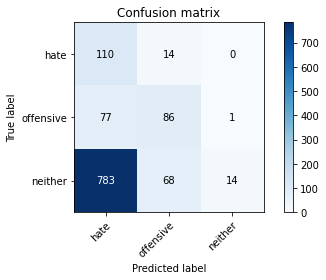 Confusion matrix
True label
hate
110
14
0
offensive
77
86
1
neither
783
68
14
hate
offensive
neither
Predicted label
700
600
500
400
300
200
100
0